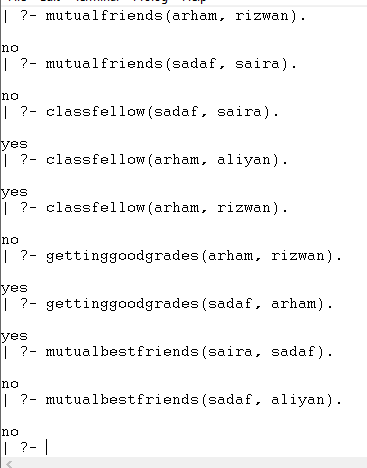 | ?- mutualfriends(arham, rizwan).
no
| ?- mutualfriends(sadaf, saira).
no
| ?- classfellow(sadaf, saira).
yes
| ?- classfellow(arham, aliyan).
yes
| ?- classfellow(arham, rizwan).
no
| ?- gettinggoodgrades(arham, rizwan).
yes
| ?- gettinggoodgrades(sadaf, arham).
yes
| ?- mutualbestfriends(saira, sadaf).
no
| ?- mutualbestfriends(sadaf, aliyan).
no
| ?-